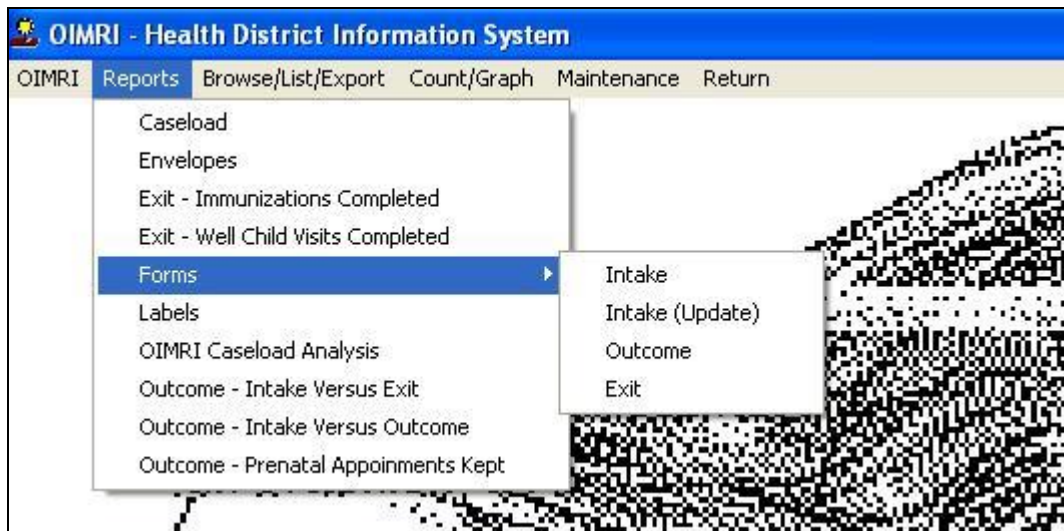 OIMRI - Health District Information System
OIMRI Reports Browse/List/Export Count/Graph Maintenance Return
Caseload
Envelopes
Exit - Immunizations Completed
Exit - Well Child Visits Completed
Forms
Labels
OIMRI Caseload Analysis
Outcome - Intake Versus Exit
Outcome - Intake Versus Outcome
Outcome - Prenatal Appoinments Kept
Intake
Intake (Update)
Outcome
Exit